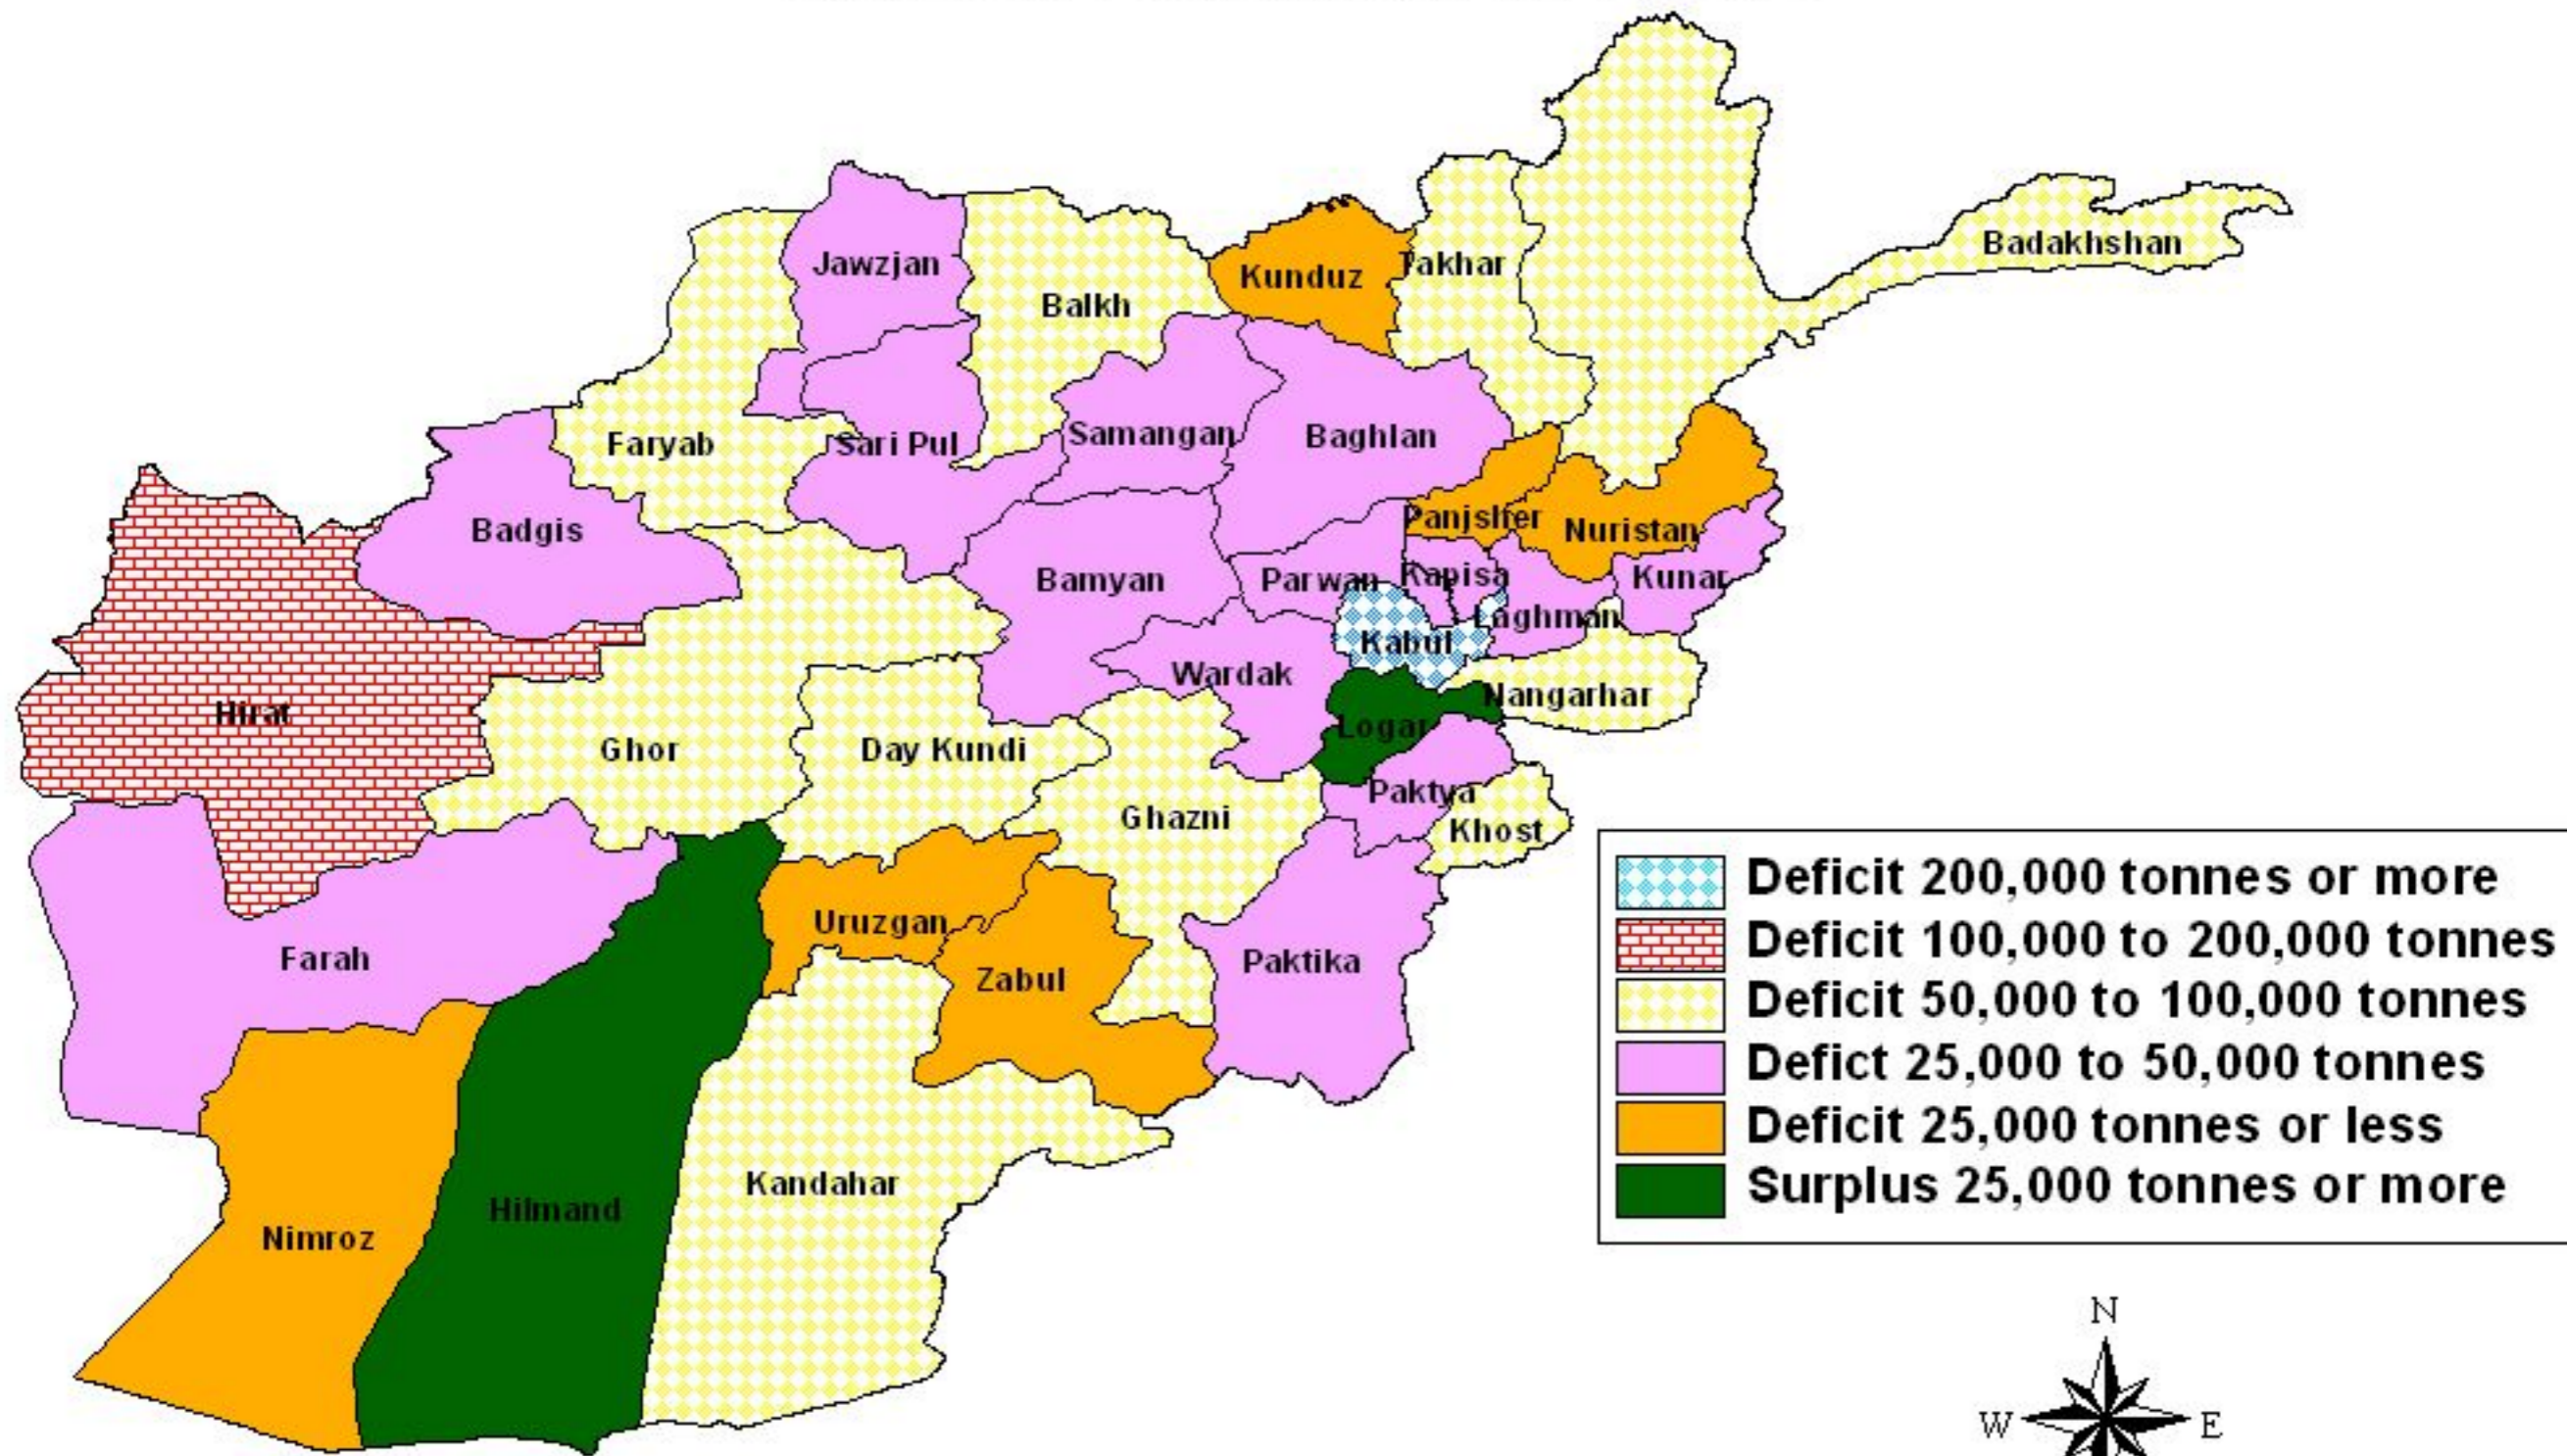 Badakhshan
Jawzjan
Kunduz
Takhar
Balkh
Faryab
Sari Pul
Samangan
Baghlan
Badgis
Panjsher
Nuristan
Bamyan
Parwan
Kapisa
Kunar
Laghman
Kabul
Wardak
Nangarhar
Hirat
Logar
Ghor
Day Kundi
Paktya
Ghazni
Khost
Uruzgan
Farah
Zabul
Paktika
Kandahar
Hilmand
Nimroz
Deficit 200,000 tonnes or more
Deficit 100,000 to 200,000 tonnes
Deficit 50,000 to 100,000 tonnes
Defict 25,000 to 50,000 tonnes
Deficit 25,000 tonnes or less
Surplus 25,000 tonnes or more
N
W E